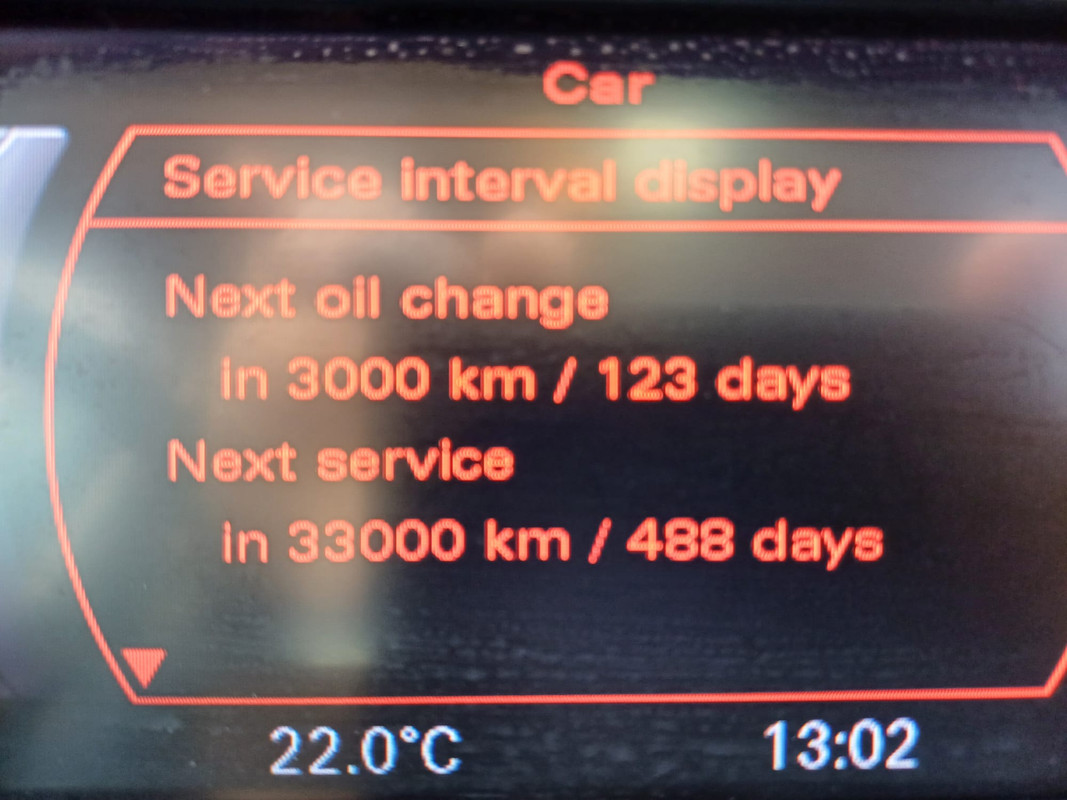 Car
Service interval display
Next oil change
in 3000 km / 123 days
Next service
in 33000 km / 488 days
22.0°C 13:02